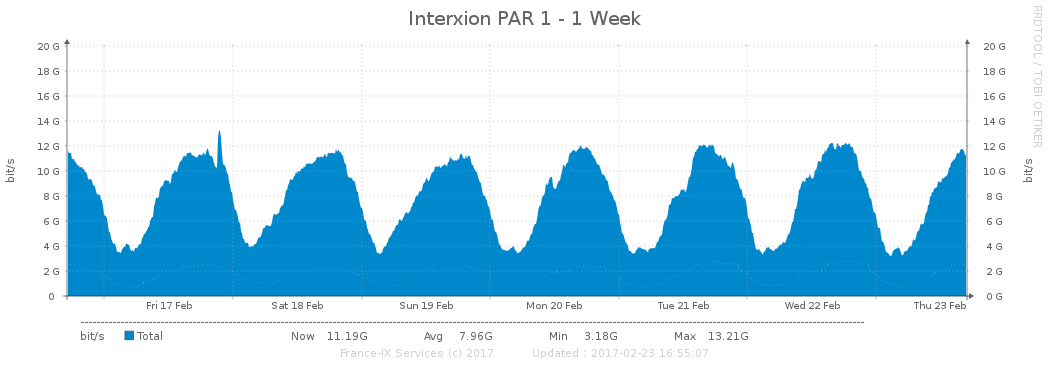 Interxion PAR 1 - 1 Week
RRDTOOL / TOBI OETIKER
20 G 20 G
18 G 18 G
16 G 16 G
14 G 14 G
12 G 12 G
10 G 10 G
8 G 8 G
6 G 6 G
4 G 4 G
2 G 2 G
0 0 G
bit/s
bit/s
Fri 17 Feb Sat 18 Feb Sun 19 Feb Mon 20 Feb Tue 21 Feb Wed 22 Feb Thu 23 Feb
bit/s Total Now 11.19G Avg 7.96G Min 3.18G Max 13.21G
France-IX Services (c) 2017 Updated : 2017-02-23 16:55:07